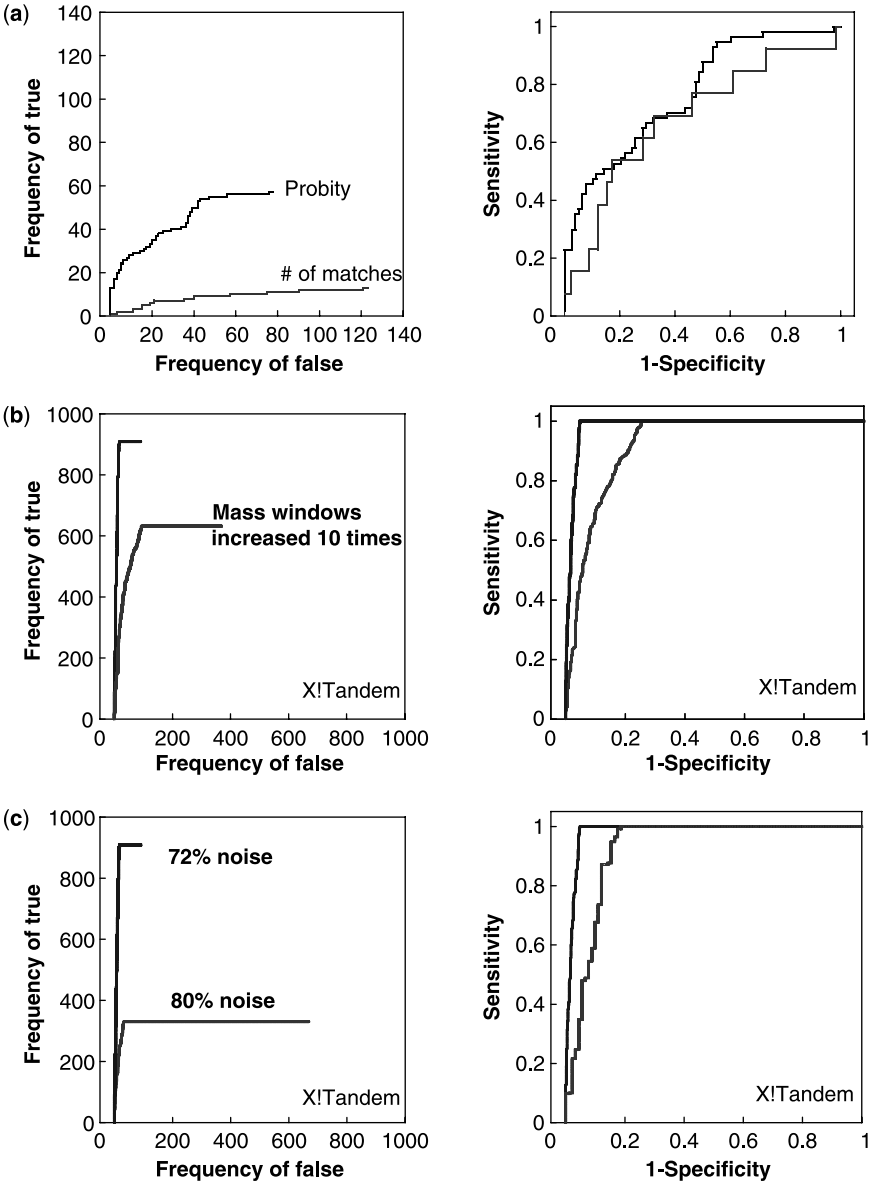 (a)
140
120
100
80
60
40
20
0
Frequency of true
Probity
# of matches
0 20 40 60 80 100 120 140
Frequency of false
1
0.8
0.6
0.4
0.2
0
Sensitivity
0 0.2 0.4 0.6 0.8 1
1-Specificity
(b)
1000
800
600
400
200
0
Frequency of true
Mass windows
increased 10 times
X!Tandem
0 200 400 600 800 1000
Frequency of false
1
0.8
0.6
0.4
0.2
0
Sensitivity
X!Tandem
0 0.2 0.4 0.6 0.8 1
1-Specificity
(c)
1000
800
600
400
200
0
Frequency of true
72% noise
80% noise
X!Tandem
0 200 400 600 800 1000
Frequency of false
1
0.8
0.6
0.4
0.2
0
Sensitivity
X!Tandem
0 0.2 0.4 0.6 0.8 1
1-Specificity